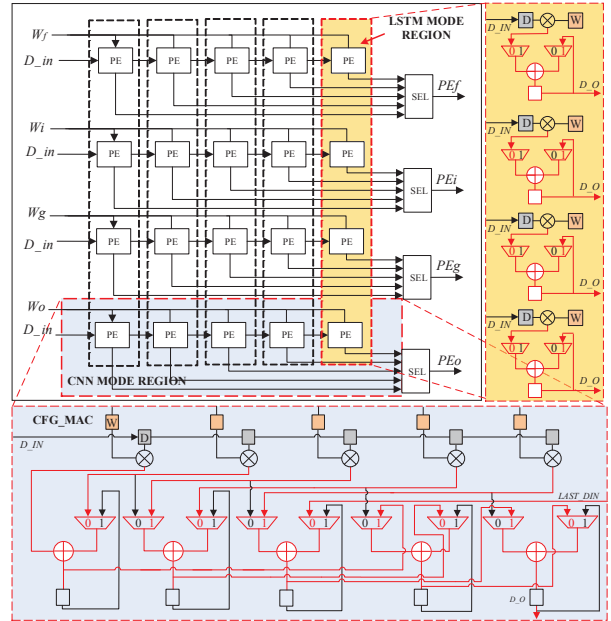 LSTM MODE
REGION
Wf
D_in
PE PE PE PE PE
SEL
PEf
Wi
D_in
PE PE PE PE PE
SEL
PEi
Wg
D_in
PE PE PE PE PE
SEL
PEg
Wo
D_in
PE PE PE PE PE
SEL
PEo
CNN MODE REGION
D W
D_IN
0 1 0 1
D_O
D W
D_IN
0 1 0 1
D_O
D W
D_IN
0 1 0 1
D_O
D W
D_IN
0 1 0 1
D_O
CFG_MAC
W
D_IN
D
LAST_DIN
0 1 0 1 0 1 0 1 0 1 0 1 0 1 0 1 0 1
D_O